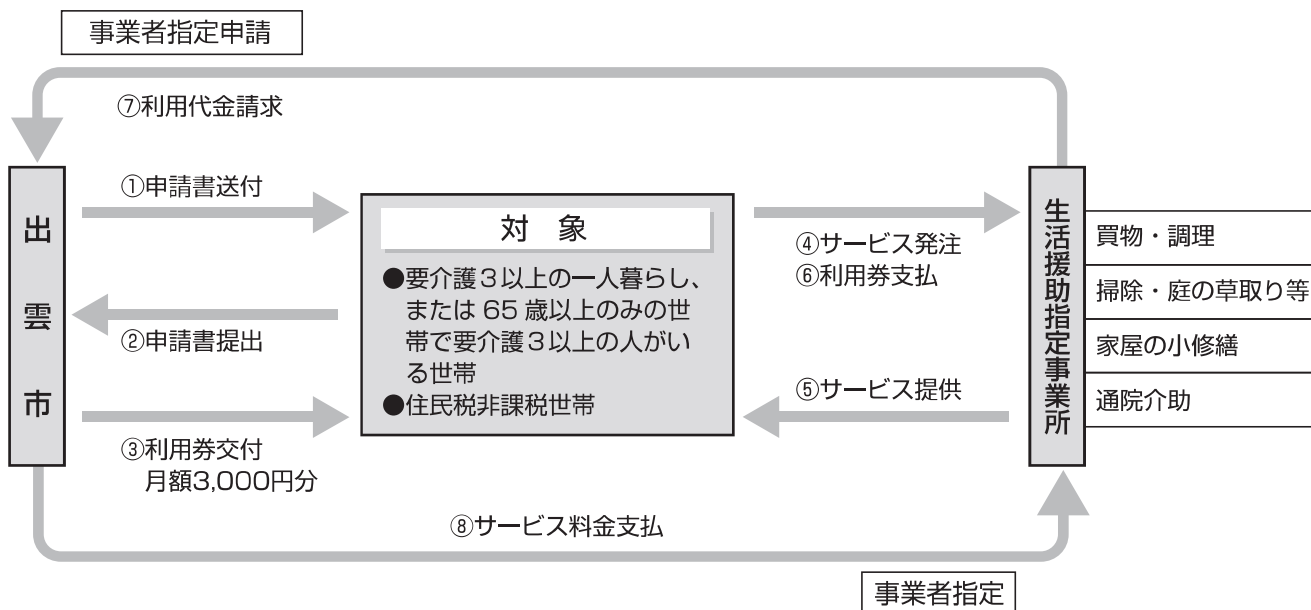 事業者指定申請
⑦利用代金請求
出雲市
①申請書送付
②申請書提出
③利用券交付
月額3,000円分
対 象
●要介護3以上の一人暮らし、
または 65 歳以上のみの世
帯で要介護3以上の人がい
る世帯
●住民税非課税世帯
④サービス発注
⑥利用券支払
⑤サービス提供
生活援助指定事業所
買物・調理
掃除・庭の草取り等
家屋の小修繕
通院介助
⑧サービス料金支払
事業者指定